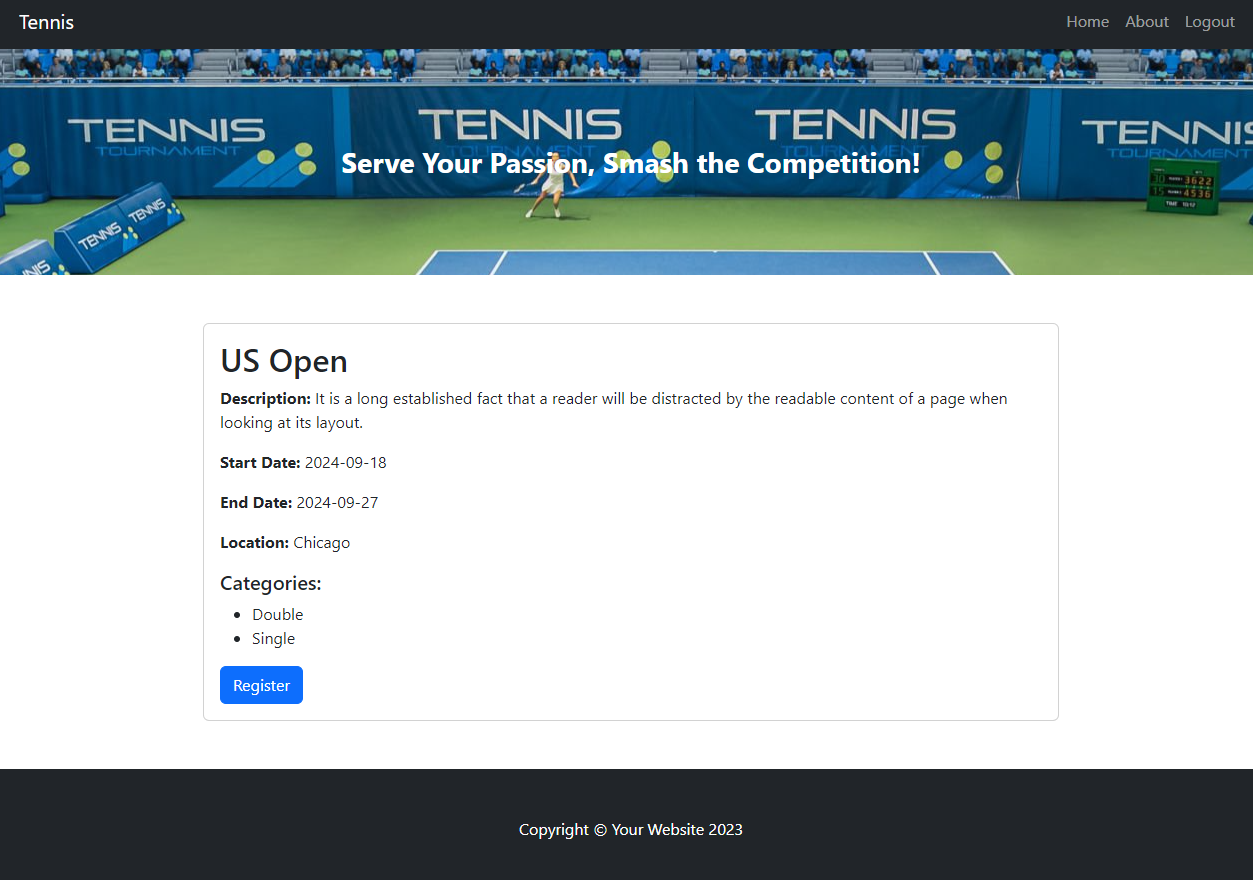 Tennis
Home About Logout
TENNIS TENNIS TENNIS TENNIS
TOURNAMENT TOURNAMENT
Serve Your Passion, Smash the Competition!
3622
4536
TENNIS TENNIS
NIS
US Open
Description: It is a long established fact that a reader will be distracted by the readable content of a page when
looking at its layout.
Start Date: 2024-09-18
End Date: 2024-09-27
Location: Chicago
Categories:
• Double
• Single
Register
Copyright © Your Website 2023